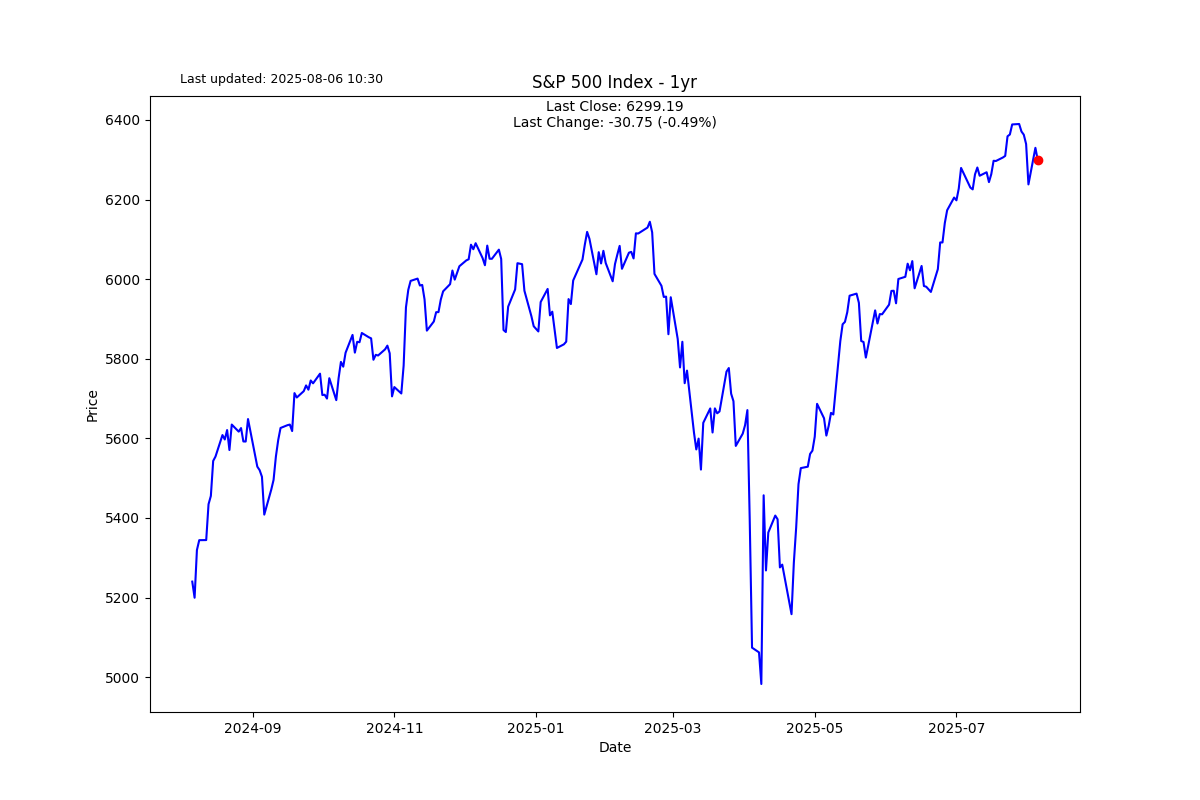 Last updated: 2025-08-06 10:30
S&P 500 Index - 1yr
Last Close: 6299.19
Last Change: -30.75 (-0.49%)
6400
6200
6000
5800
5600
5400
5200
5000
Price
2024-09 2024-11 2025-01 2025-03 2025-05 2025-07
Date